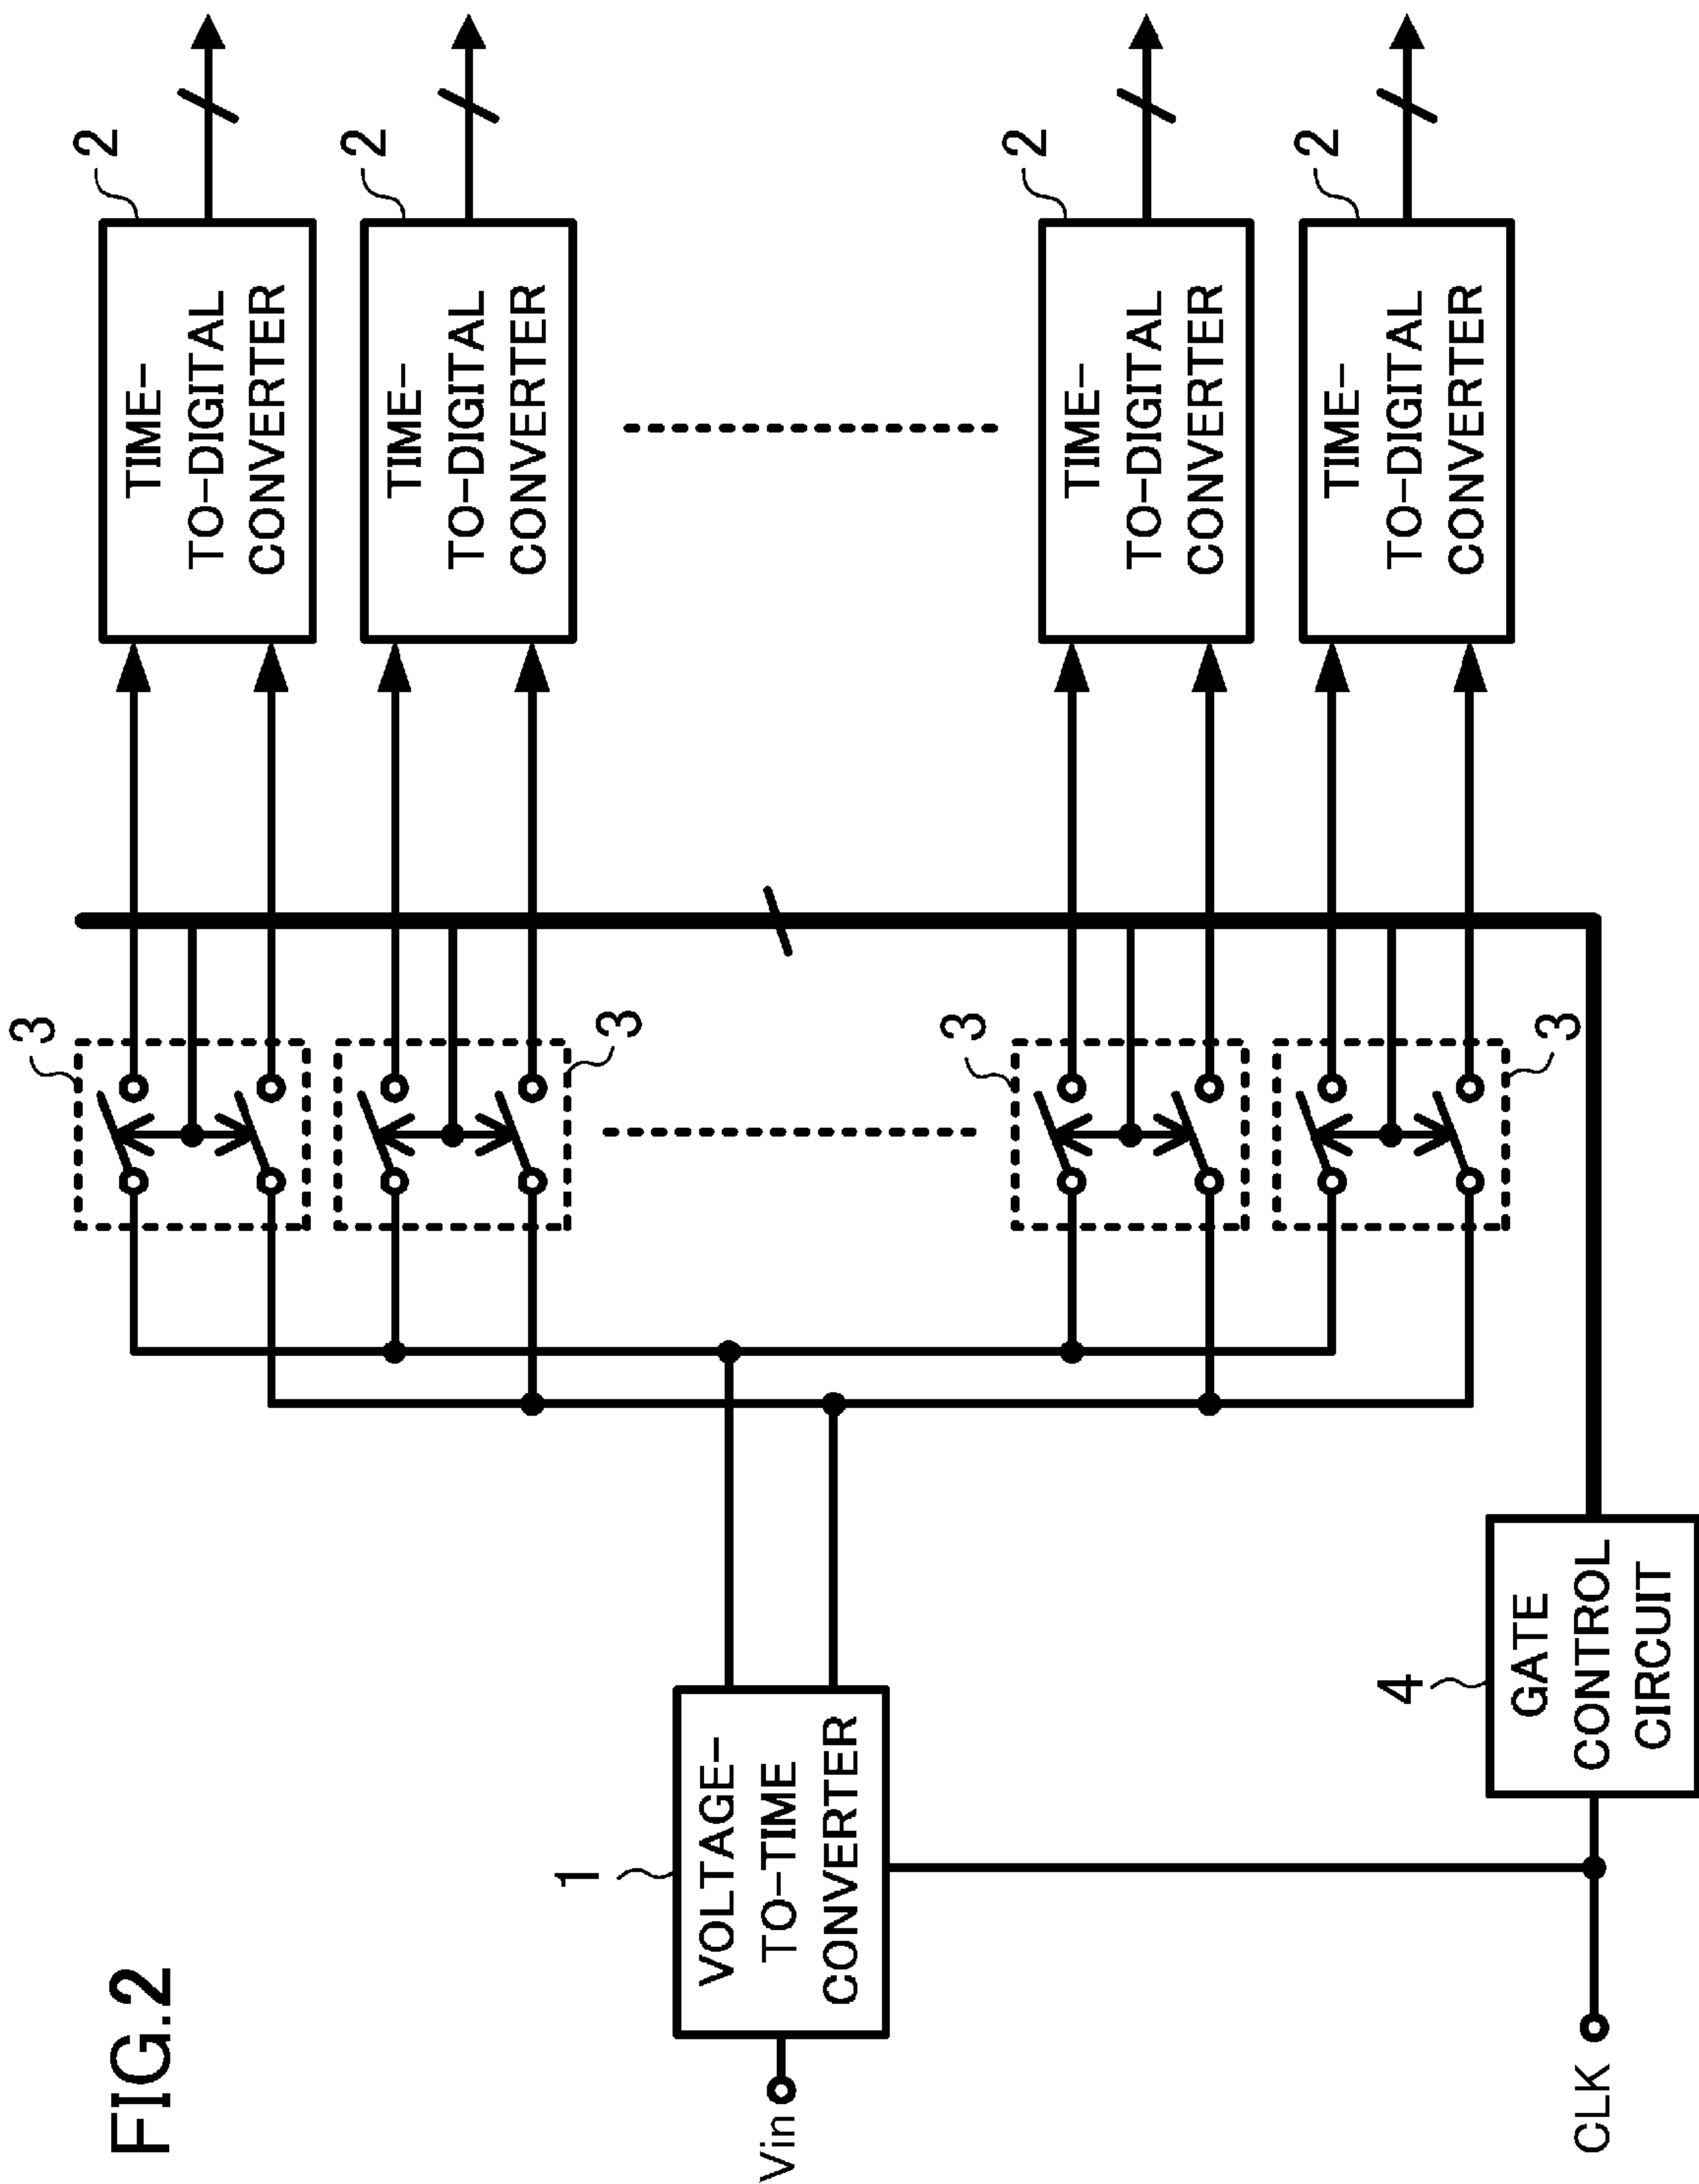 FIG.2
Vin
1
VOLTAGE-
TO-TIME
CONVERTER
CLK
4
GATE
CONTROL
CIRCUIT
3
3
3
3
2
TIME-
TO-DIGITAL
CONVERTER
2
TIME-
TO-DIGITAL
CONVERTER
2
TIME-
TO-DIGITAL
CONVERTER
2
TIME-
TO-DIGITAL
CONVERTER